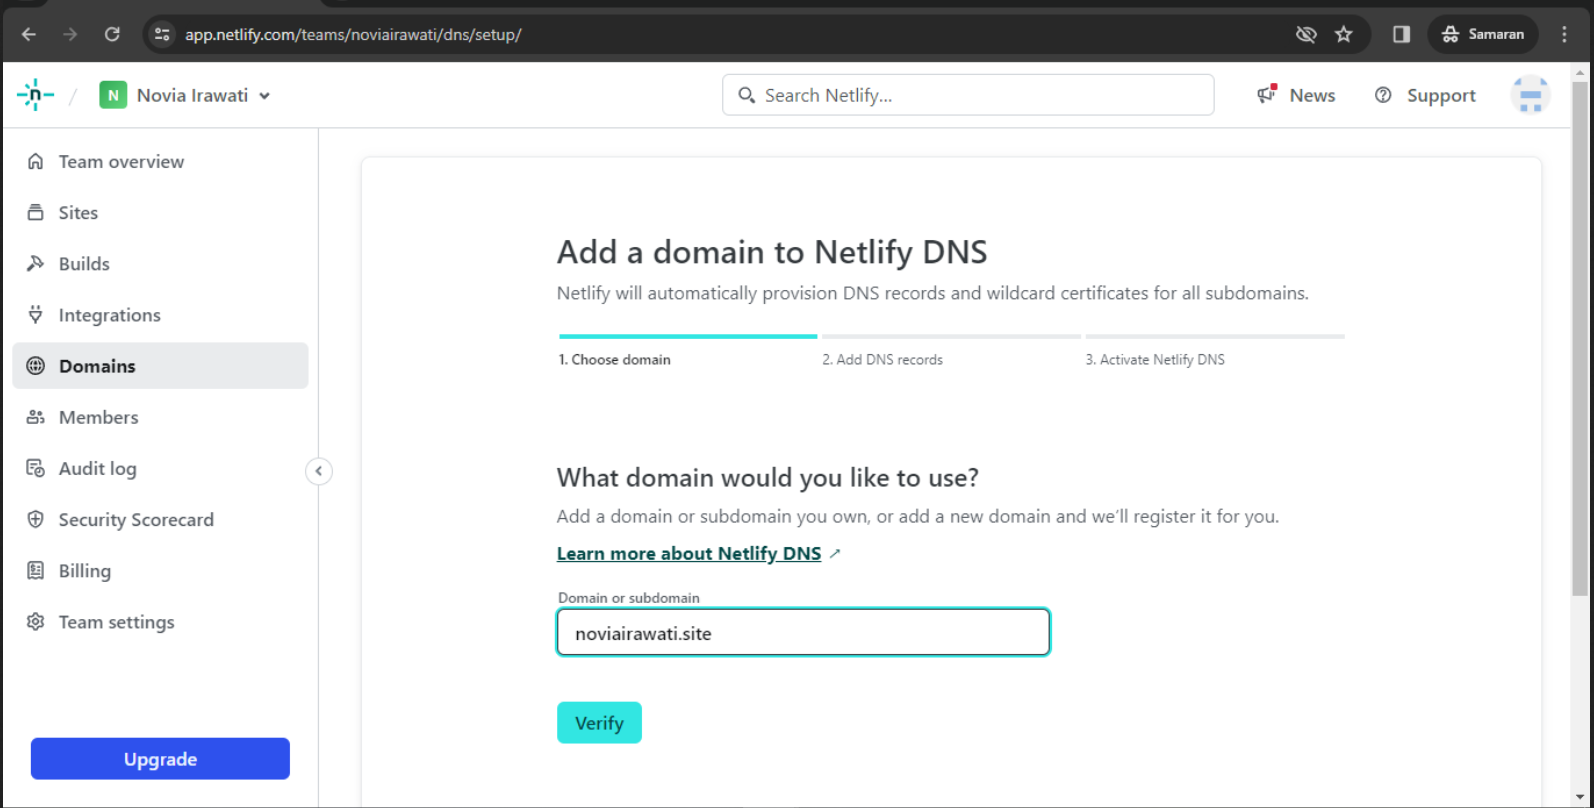 app.netlify.com/teams/noviairawati/dns/setup/
Samaran
n / N Novia Irawati
Search Netlify...
News
Support
Team overview
Sites
Builds
Integrations
Domains
Members
Audit log
Security Scorecard
Billing
Team settings
Upgrade
Add a domain to Netlify DNS
Netlify will automatically provision DNS records and wildcard certificates for all subdomains.
1. Choose domain
2. Add DNS records
3. Activate Netlify DNS
What domain would you like to use?
Add a domain or subdomain you own, or add a new domain and we’ll register it for you.
Learn more about Netlify DNS ↗
Domain or subdomain
noviairawati.site
Verify